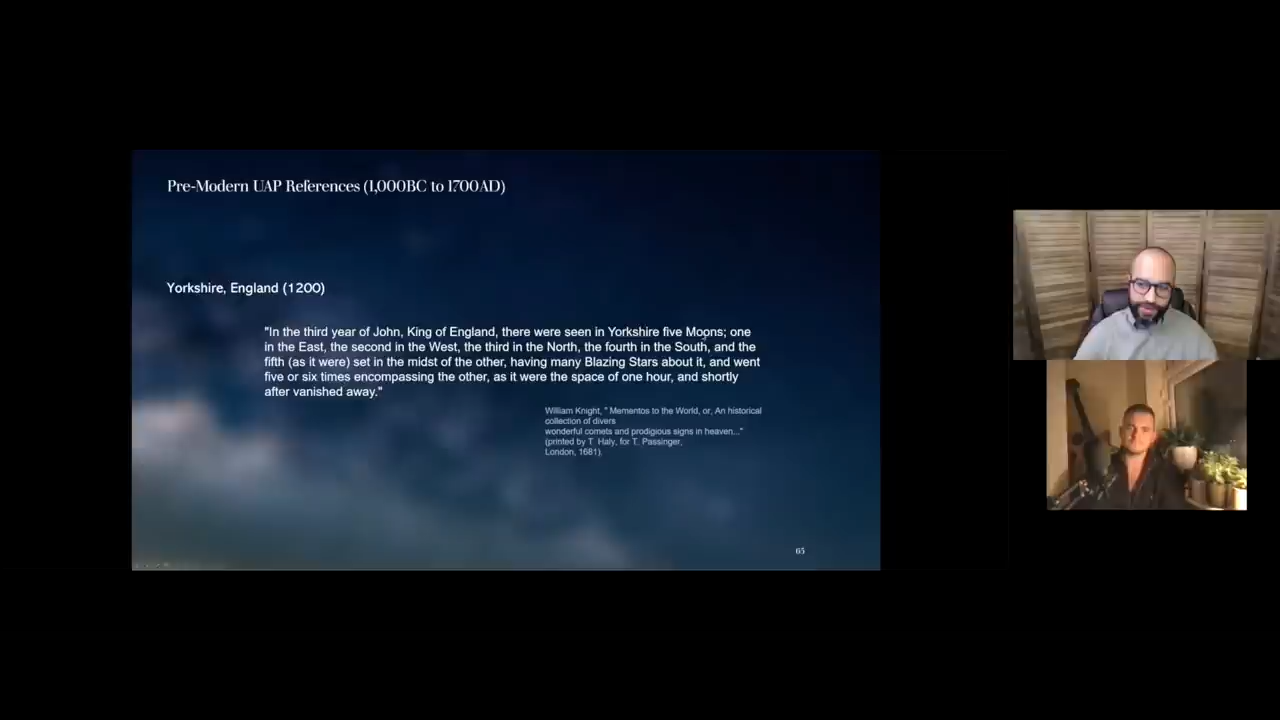 Pre-Modern UAP References (1,000BC to 1700AD)
Yorkshire, England (1200)
"In the third year of John, King of England, there were seen in Yorkshire five Moons; one
in the East, the second in the West, the third in the North, the fourth in the South, and the
fifth (as it were) set in the midst of the other, having many Blazing Stars about it, and went
five or six times encompassing the other, as it were the space of one hour, and shortly
after vanished away."
William Knight, " Mementos to the World, or, An historical
collection of divers
wonderful comets and prodigious signs in heaven..."
(printed by T. Haly, for T. Passinger,
London, 1681).
65